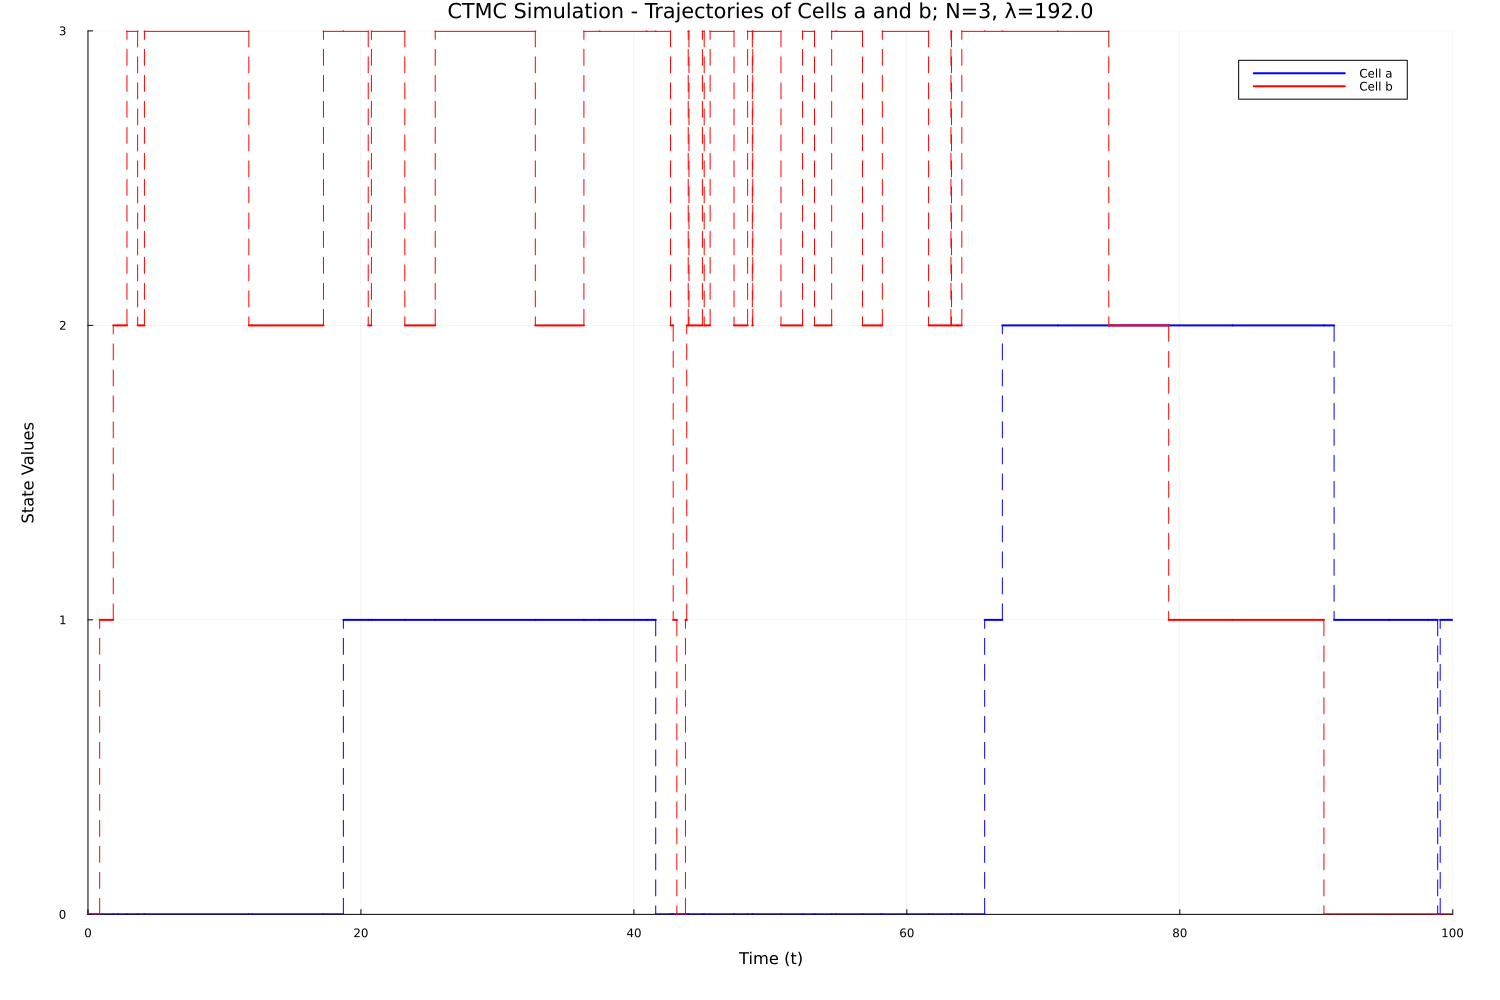 CTMC Simulation - Trajectories of Cells a and b; N=3, λ=192.0
3
Cell a
Cell b
2
State Values
1
0
0 20 40 60 80 100
Time (t)